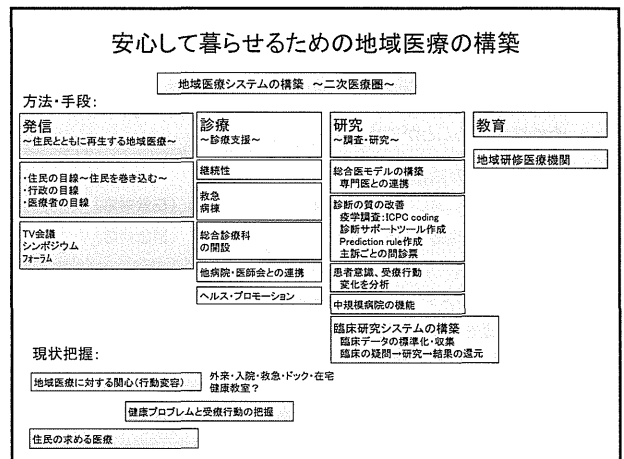 安心して暮らせるための地域医療の構築
地域医療システムの構築 ～二次医療圏～
方法・手段：
発信
～住民とともに再生する地域医療～
・住民の目線～住民を巻き込む～
・行政の目線
・医療者の目線
TV会議
シンポジウム
フォーラム
診療
～診療支援～
継続性
救急
病棟
総合診療科
の開設
他病院・医師会との連携
ヘルス・プロモーション
研究
～調査・研究～
総合医モデルの構築
専門医との連携
診断の質の改善
疫学調査：ICPC coding
診断サポートツール作成
Prediction rule作成
主訴ごとの問診票
患者意識、受療行動
変化を分析
中規模病院の機能
臨床研究システムの構築
臨床データの標準化・収集
臨床の疑問→研究→結果の還元
教育
地域研修医療機関
現状把握：
地域医療に対する関心（行動変容）
外来・入院・救急・ドック・在宅
健康教室？
健康プロブレムと受療行動の把握
住民の求める医療